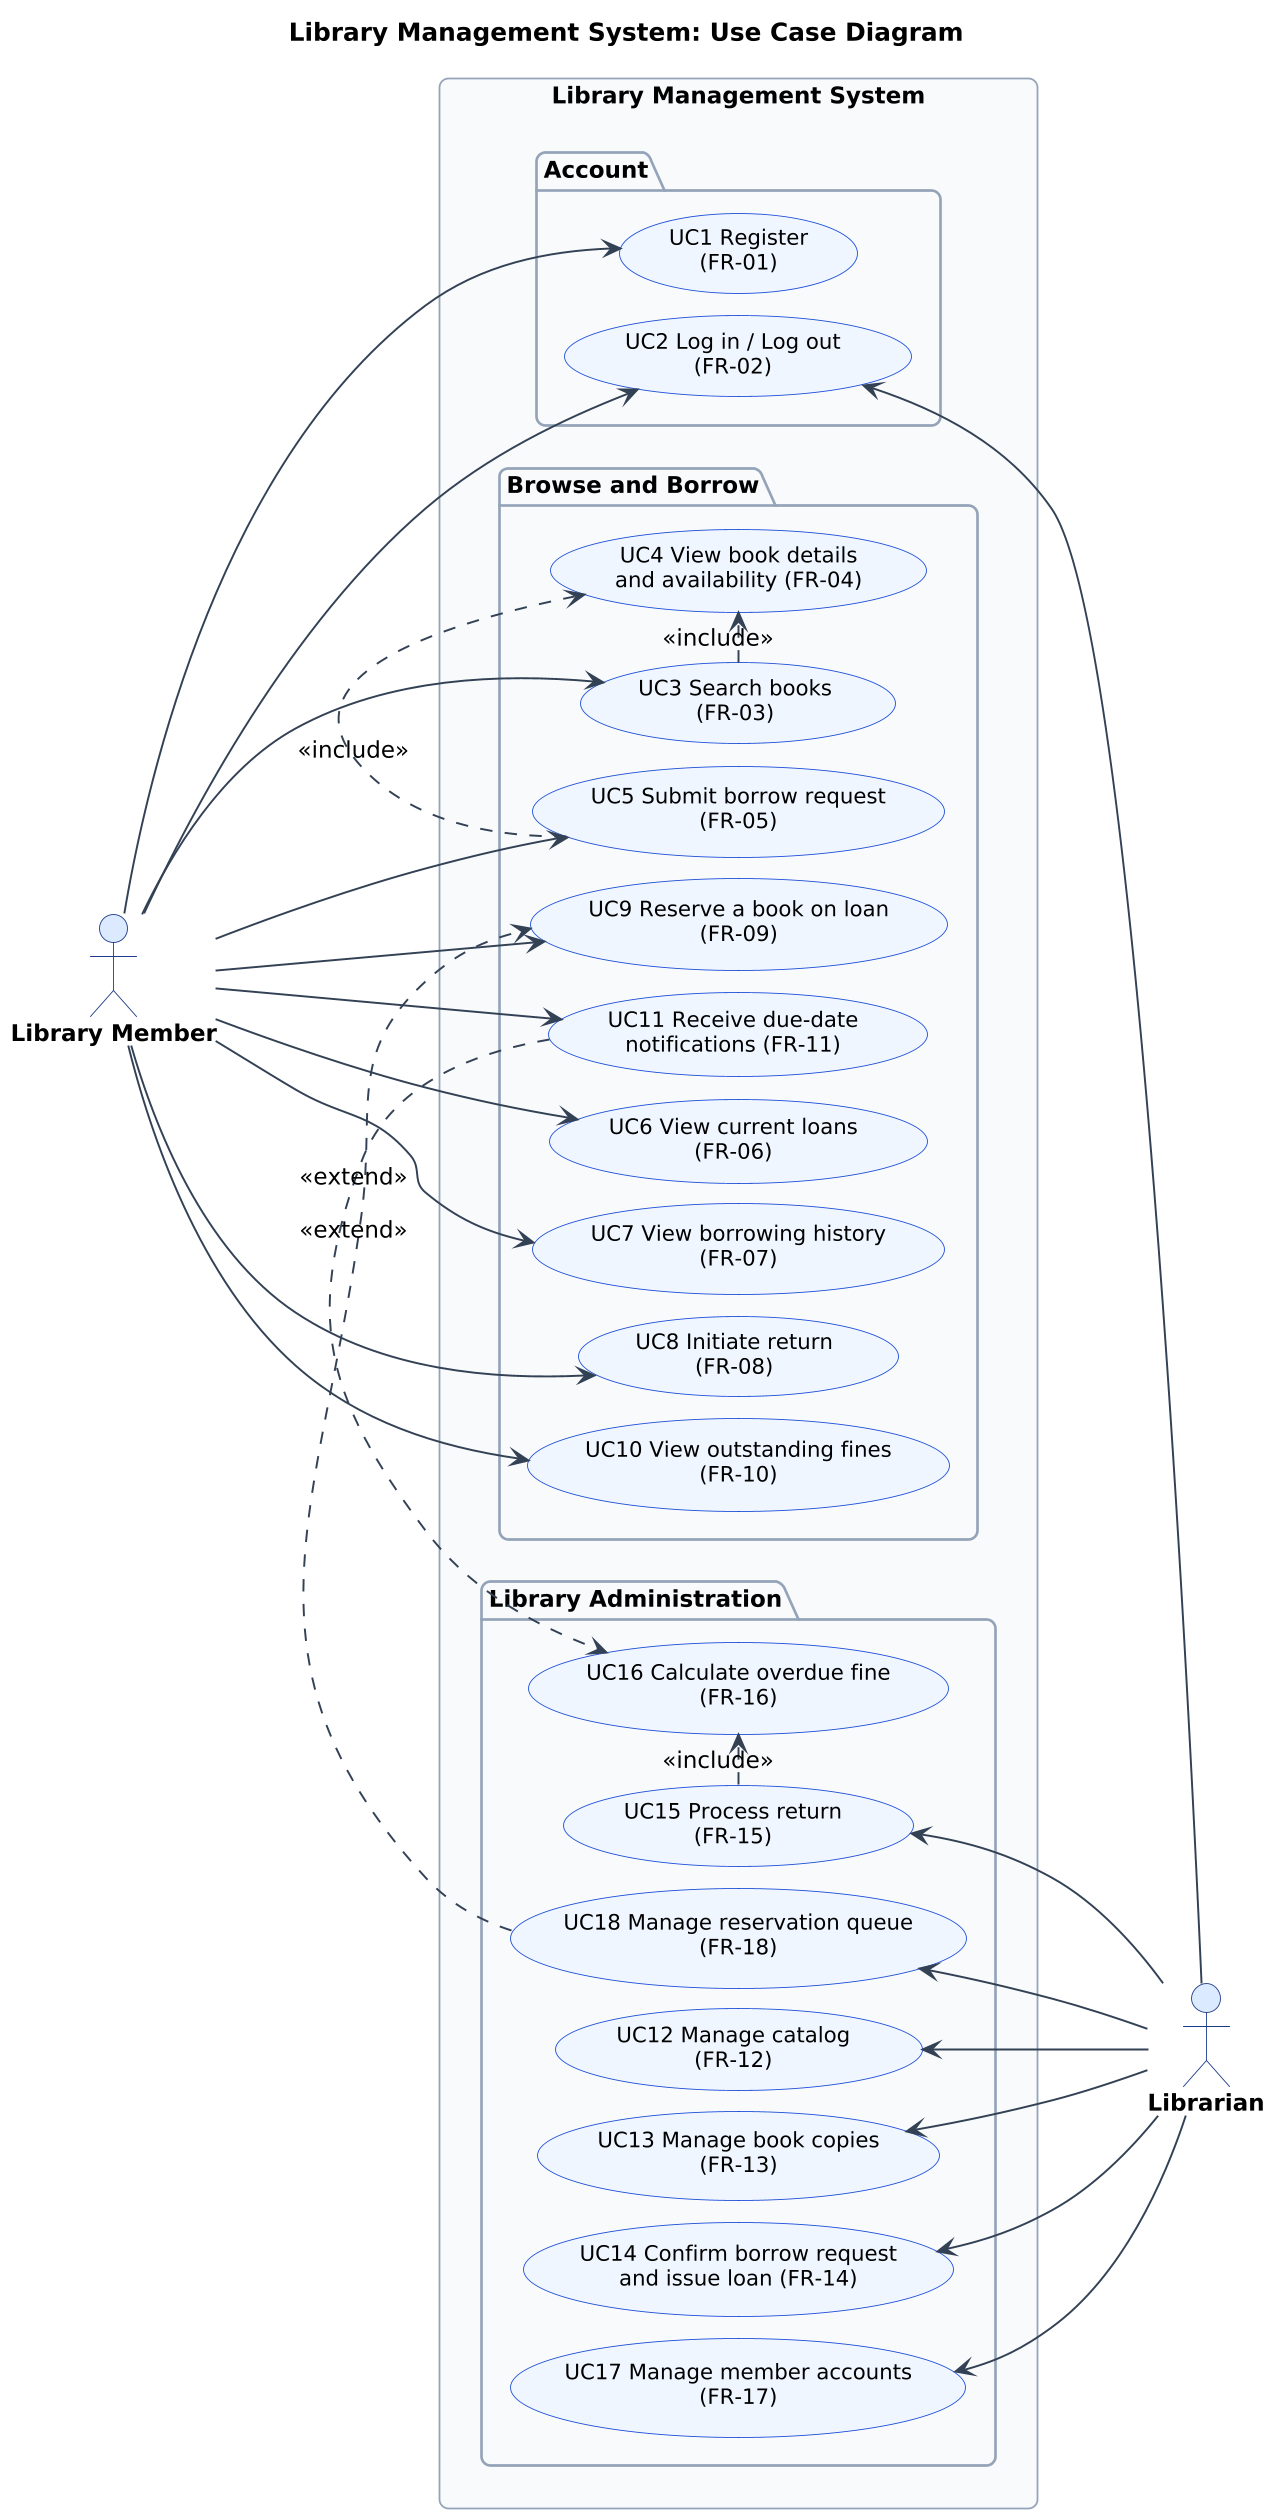 Library Management System: Use Case Diagram
Library Management System
Account
UC1 Register
(FR-01)
UC2 Log in / Log out
(FR-02)
Browse and Borrow
UC4 View book details
and availability (FR-04)
«include»
UC3 Search books
(FR-03)
«include»
UC5 Submit borrow request
(FR-05)
UC9 Reserve a book on loan
(FR-09)
UC11 Receive due-date
notifications (FR-11)
Library Member
UC6 View current loans
(FR-06)
«extend»
«extend»
UC7 View borrowing history
(FR-07)
UC8 Initiate return
(FR-08)
UC10 View outstanding fines
(FR-10)
Library Administration
UC16 Calculate overdue fine
(FR-16)
«include»
UC15 Process return
(FR-15)
UC18 Manage reservation queue
(FR-18)
UC12 Manage catalog
(FR-12)
Librarian
UC13 Manage book copies
(FR-13)
UC14 Confirm borrow request
and issue loan (FR-14)
UC17 Manage member accounts
(FR-17)